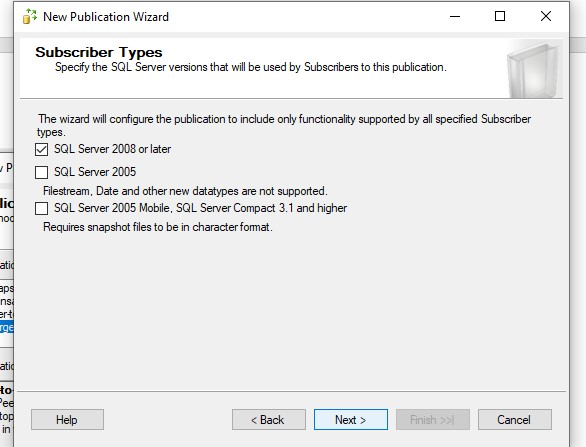 New Publication Wizard
Subscriber Types
Specify the SQL Server versions that will be used by Subscribers to this publication.
The wizard will configure the publication to include only functionality supported by all specified Subscriber
types.
SQL Server 2008 or later
SQL Server 2005
Filestream, Date and other new datatypes are not supported.
SQL Server 2005 Mobile, SQL Server Compact 3.1 and higher
Requires snapshot files to be in character format.
Help
< Back
Next >
Finish >>|
Cancel